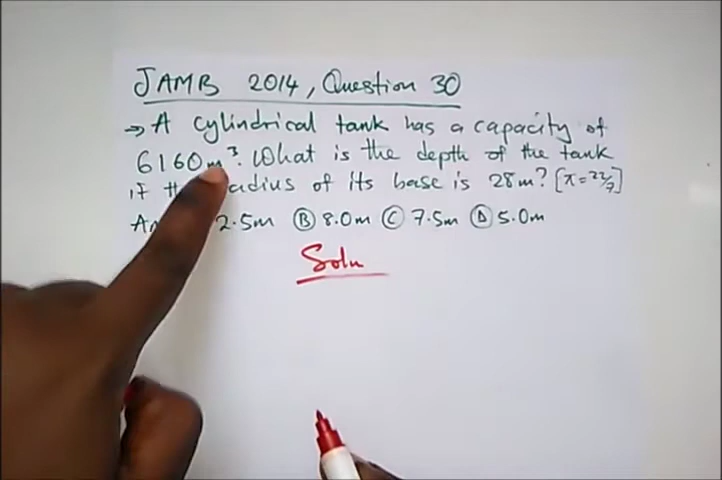 JAMB 2014, Question 30
→ A cylindrical tank has a capacity of
6160m³. What is the depth of the tank
if radius of its base is 28m? [π=22/7]
2.5m Ⓑ 8.0m Ⓒ 7.5m Ⓓ 5.0m
Soln